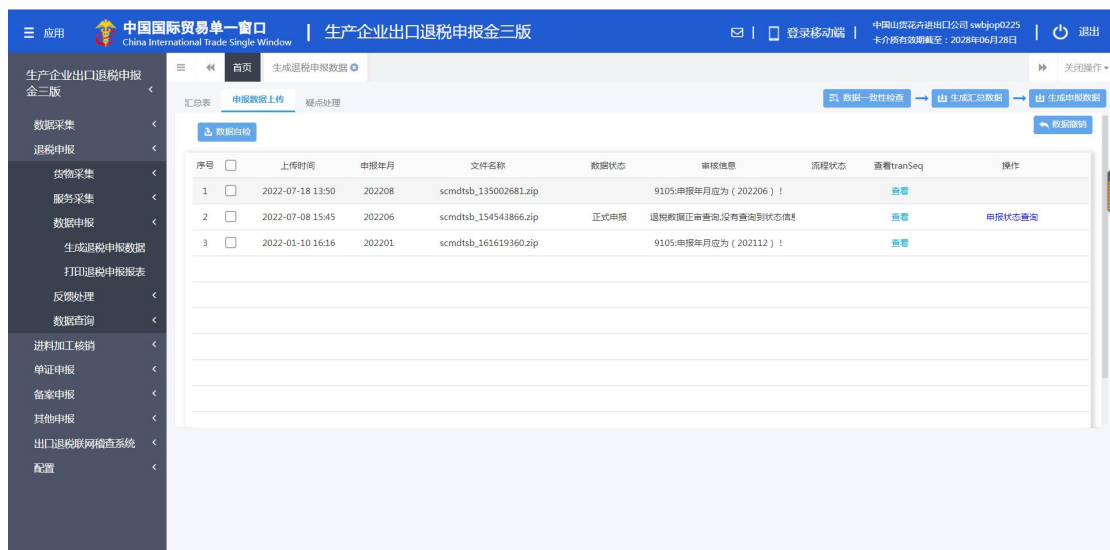 应用 中国国际贸易单一窗口 China International Trade Single Window 生产企业出口退税申报金三版 登录移动端 中国山货花卉进出口公司 swbjop0225 退出
卡介质有效期截至：2028年06月28日
生产企业出口退税申报金三版
数据采集
退税申报
货物采集
服务采集
数据申报
生成退税申报数据
打印退税申报报表
反馈处理
数据查询
进料加工核销
单证申报
备案申报
其他申报
出口退税联网稽查系统
配置
首页 生成退税申报数据 关闭操作
汇总表 申报数据上传 疑点处理 数据一致性检查 生成汇总数据 生成申报数据
数据自检 数据撤销
序号 上传时间 申报年月 文件名称 数据状态 审核信息 流程状态 查看tranSeq 操作
1 2022-07-18 13:50 202208 scmdtsb_135002681.zip 9105:申报年月应为（202206）！ 查看
2 2022-07-08 15:45 202206 scmdtsb_154543866.zip 正式申报 退税数据正审查询,没有查询到状态信息 查看 申报状态查询
3 2022-01-10 16:16 202201 scmdtsb_161619360.zip 9105:申报年月应为（202112）！ 查看